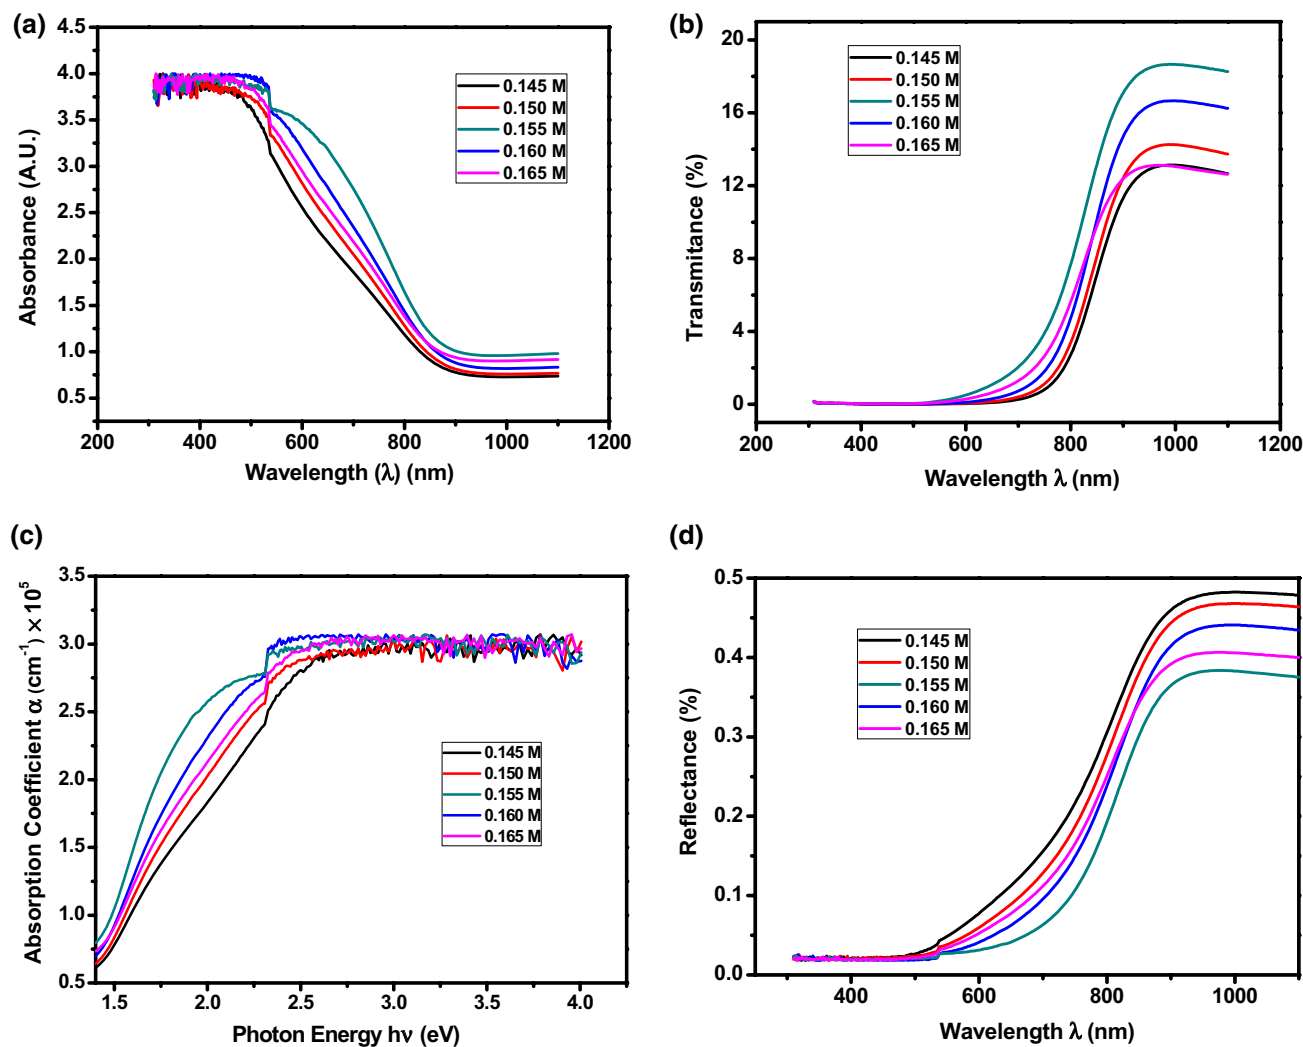 (a)
4.5
4.0
3.5
3.0
2.5
2.0
1.5
1.0
0.5
Absorbance (A.U.)
0.145 M
0.150 M
0.155 M
0.160 M
0.165 M
200 400 600 800 1000 1200
Wavelength (λ) (nm)
(b)
20
16
12
8
4
0
Transmitance (%)
0.145 M
0.150 M
0.155 M
0.160 M
0.165 M
200 400 600 800 1000 1200
Wavelength λ (nm)
(c)
3.5
3.0
2.5
2.0
1.5
1.0
0.5
Absorption Coefficient α (cm⁻¹) × 10⁵
0.145 M
0.150 M
0.155 M
0.160 M
0.165 M
1.5 2.0 2.5 3.0 3.5 4.0
Photon Energy hν (eV)
(d)
0.5
0.4
0.3
0.2
0.1
0.0
Reflectance (%)
0.145 M
0.150 M
0.155 M
0.160 M
0.165 M
400 600 800 1000
Wavelength λ (nm)